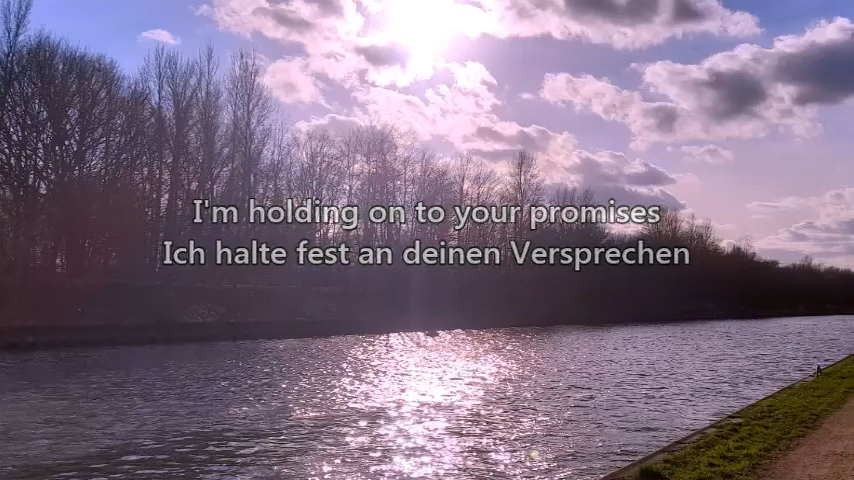 I'm holding on to your promises
Ich halte fest an deinen Versprechen